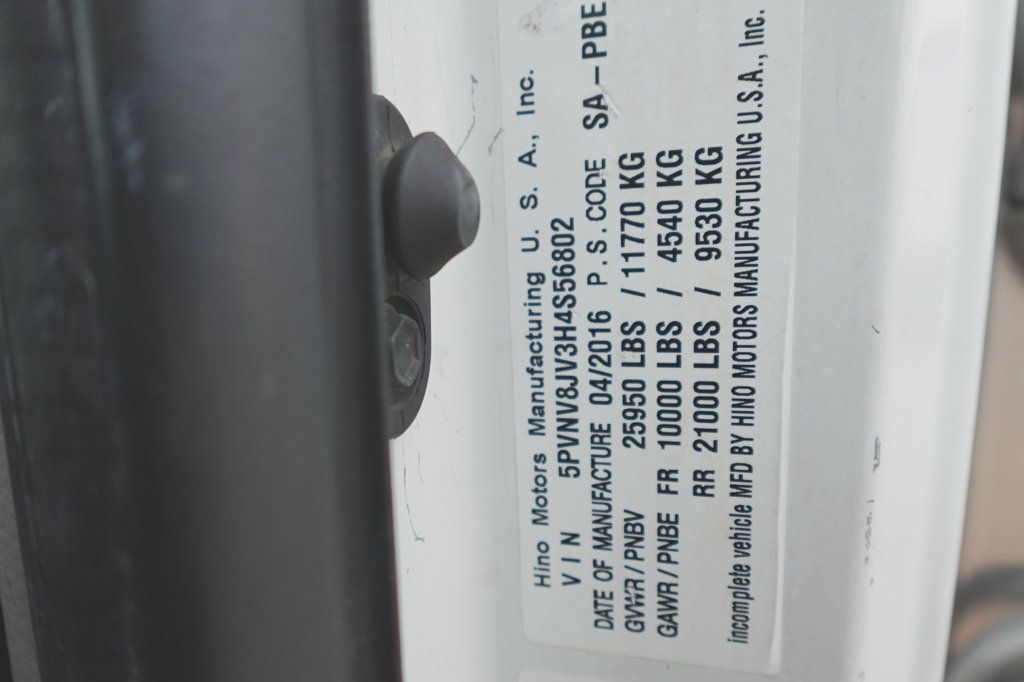 Hino Motors Manufacturing U. S. A., Inc.
VIN 5PVNV8JV3H4S56802
DATE OF MANUFACTURE 04/2016 P.S.CODE SA-PBE
GVWR/PNBV 25950 LBS / 11770 KG
GAWR/PNBE FR 10000 LBS / 4540 KG
RR 21000 LBS / 9530 KG
incomplete vehicle MFD BY HINO MOTORS MANUFACTURING U.S.A., Inc.